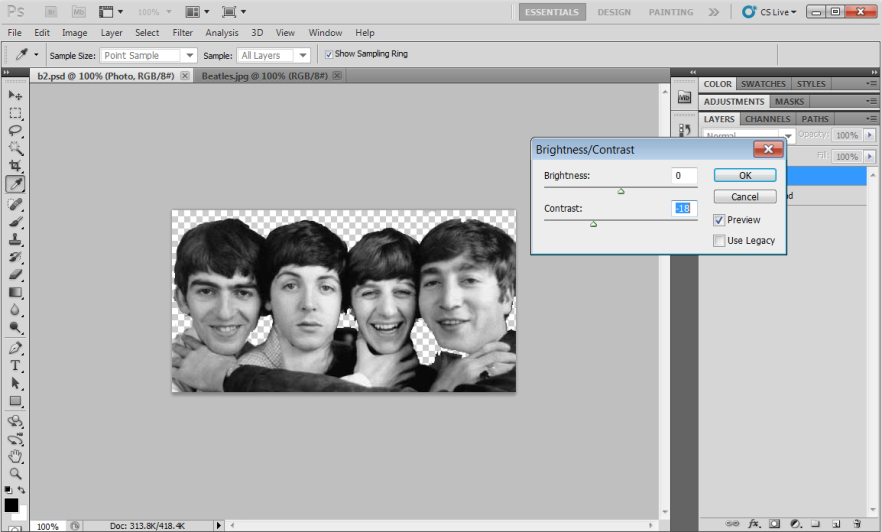 Ps Br Mb 100% ESSENTIALS DESIGN PAINTING CS Live
File Edit Image Layer Select Filter Analysis 3D View Window Help
Sample Size: Point Sample Sample: All Layers Show Sampling Ring
b2.psd @ 100% (Photo, RGB/8#) Beatles.jpg @ 100% (RGB/8#)
COLOR SWATCHES STYLES
ADJUSTMENTS MASKS
LAYERS CHANNELS PATHS
Normal Opacity: 100%
Fill: 100%
Brightness/Contrast
Brightness: 0 OK
Cancel
Contrast: -18
Preview
Use Legacy
T
100% Doc: 313.8K/418.4K
fx.